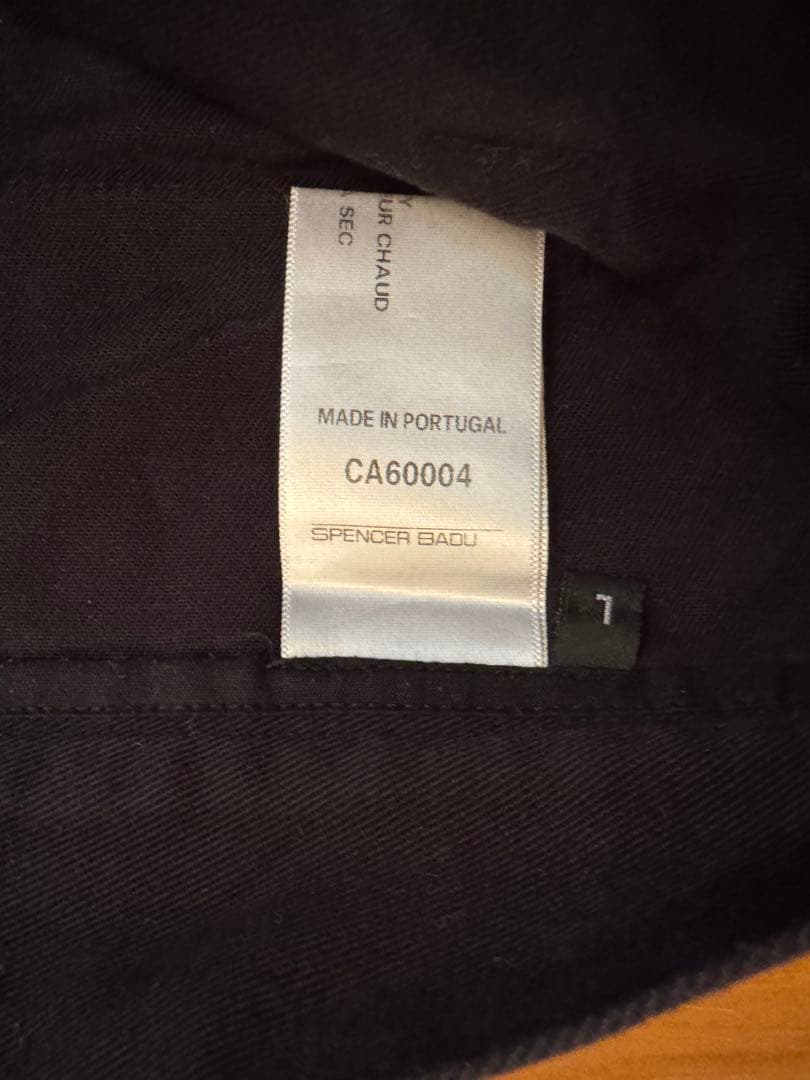 Y
UR CHAUD
A SEC
MADE IN PORTUGAL
CA60004
SPENCER BADU
L